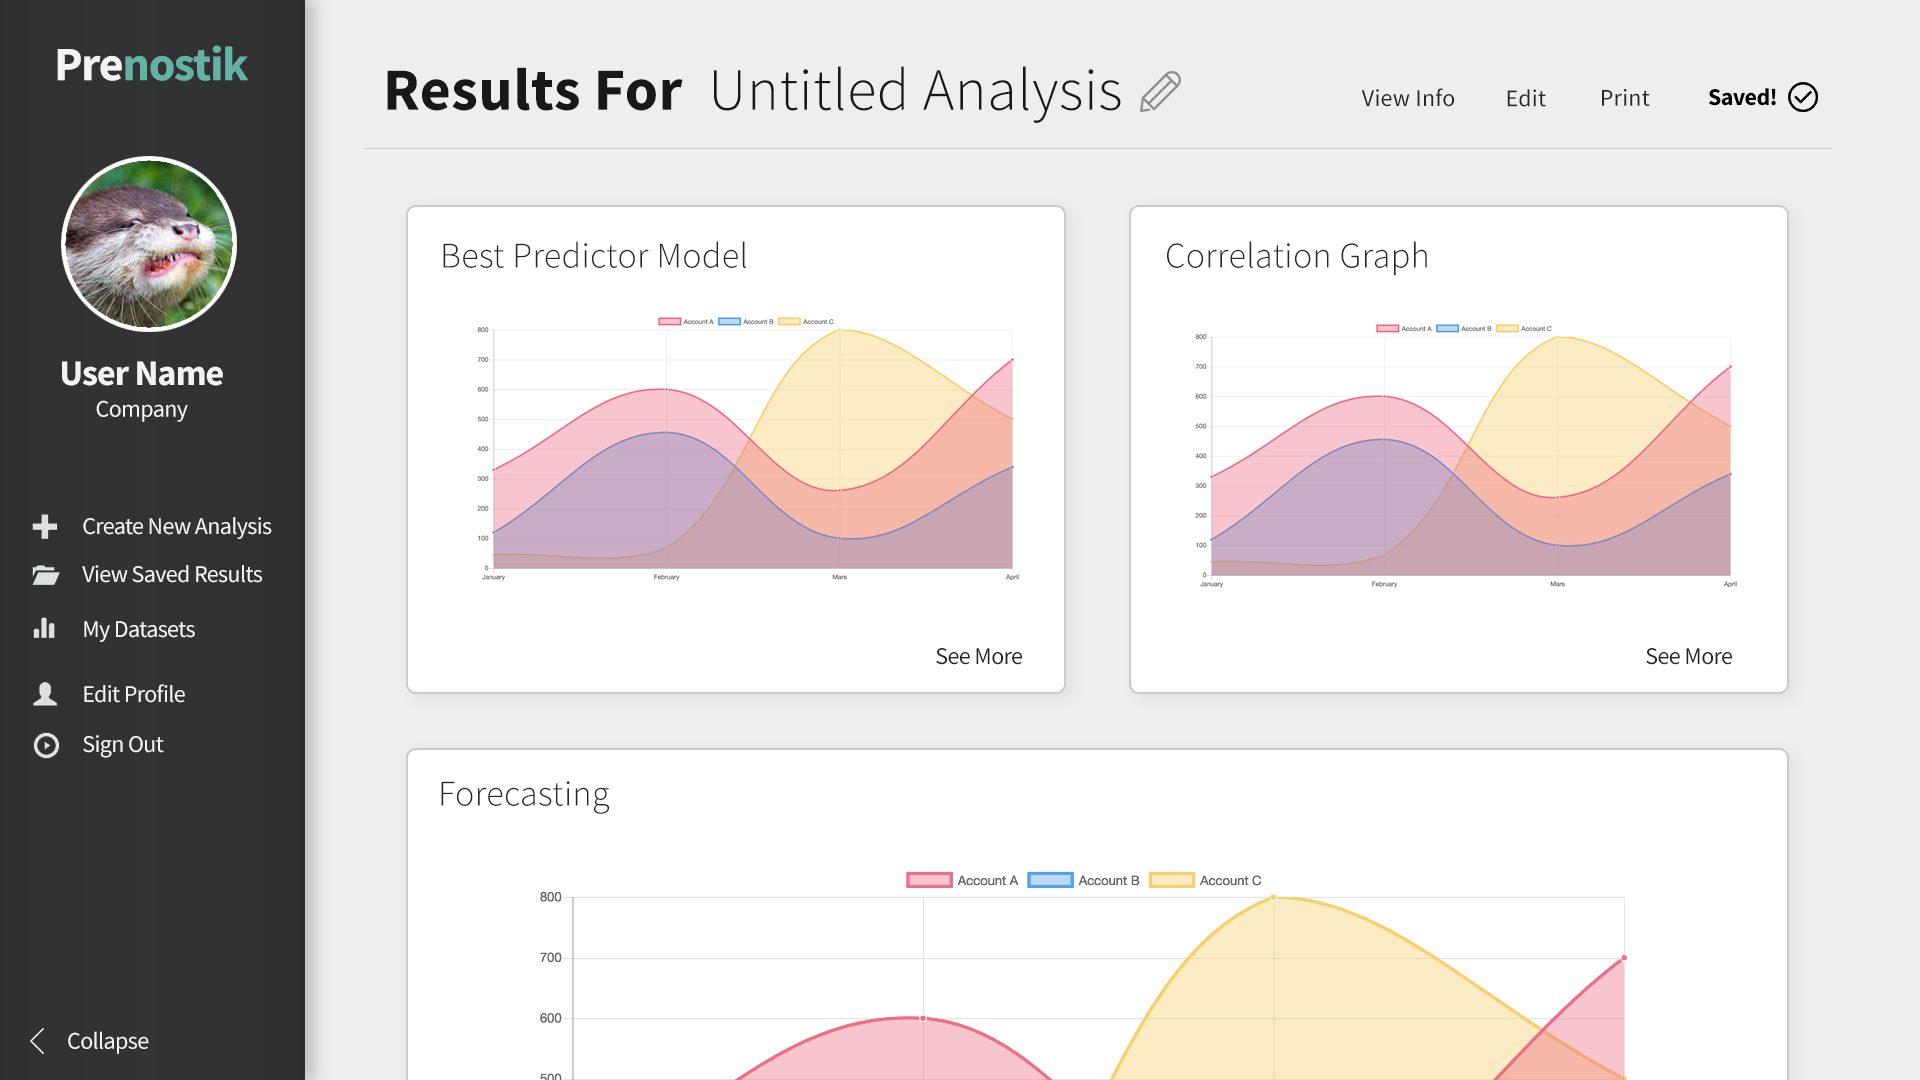 Prenostik
User Name
Company
Create New Analysis
View Saved Results
My Datasets
Edit Profile
Sign Out
Collapse
Results For Untitled Analysis
View Info Edit Print Saved!
Best Predictor Model
Account A Account B Account C
800
700
600
500
400
300
200
100
0
January February Mars April
See More
Correlation Graph
Account A Account B Account C
800
700
600
500
400
300
200
100
0
January February Mars April
See More
Forecasting
Account A Account B Account C
800
700
600
500